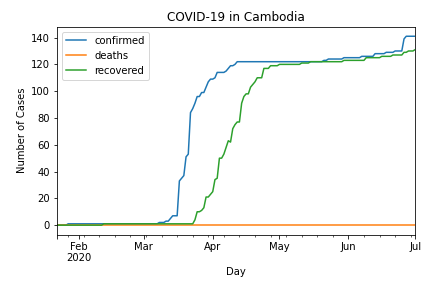 COVID-19 in Cambodia
confirmed
deaths
recovered
Number of Cases
140
120
100
80
60
40
20
0
Feb
2020
Mar
Apr
May
Jun
Jul
Day